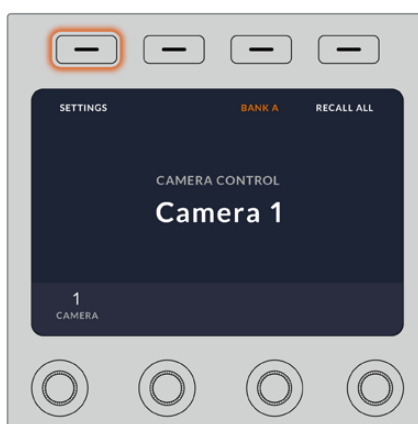 SETTINGS BANK A RECALL ALL
CAMERA CONTROL
Camera 1
1
CAMERA